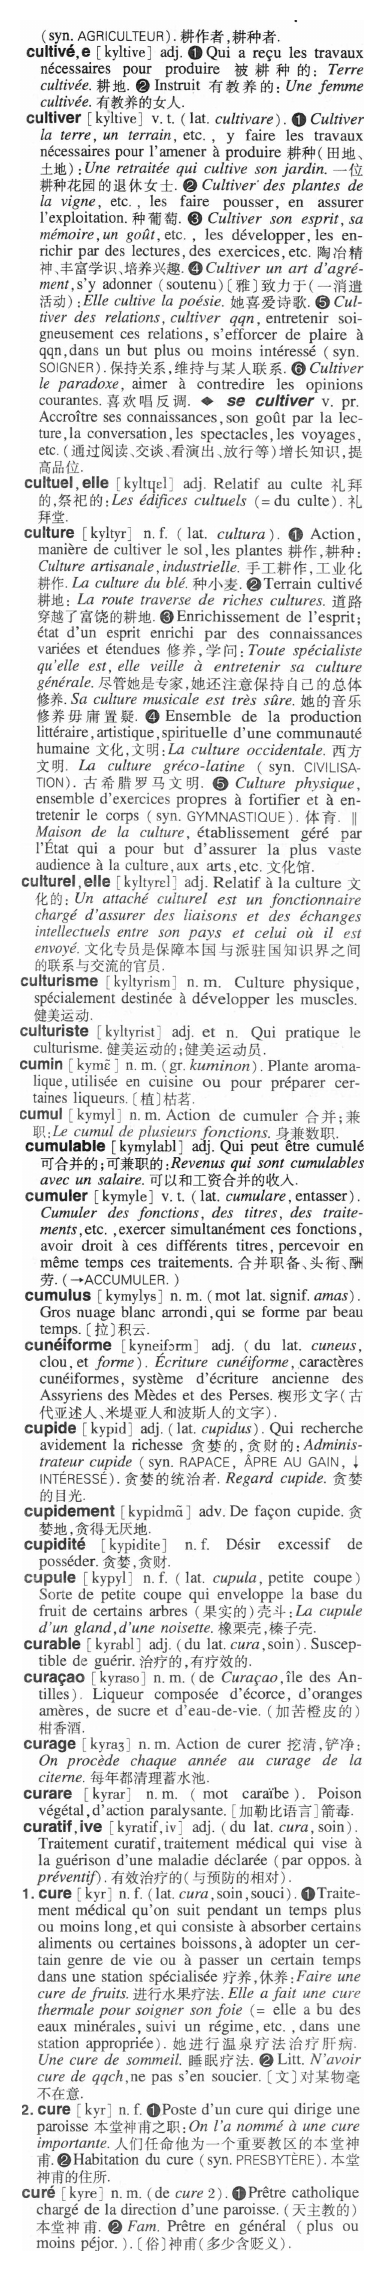 (syn. AGRICULTEUR). 耕作者,耕种者.
cultivé,e [kyltive] adj. ❶ Qui a reçu les travaux
nécessaires pour produire 被耕种的: Terre
cultivée. 耕地. ❷ Instruit 有教养的: Une femme
cultivée. 有教养的女人.
cultiver [kyltive] v. t. (lat. cultivare). ❶ Cultiver
la terre, un terrain, etc., y faire les travaux
nécessaires pour l'amener à produire 耕种(田地、
土地):Une retraitée qui cultive son jardin. 一位
耕种花园的退休女士. ❷ Cultiver des plantes de
la vigne, etc., les faire pousser, en assurer
l'exploitation. 种葡萄. ❸ Cultiver son esprit, sa
mémoire, un goût, etc., les développer, les en-
richir par des lectures, des exercices, etc. 陶冶精
神、丰富学识、培养兴趣. ❹ Cultiver un art d'agré-
ment, s'y adonner (soutenu)[雅]致力于(一消遣
活动):Elle cultive la poésie. 她喜爱诗歌. ❺ Cul-
tiver des relations, cultiver qqn, entretenir soi-
gneusement ces relations, s'efforcer de plaire à
qqn, dans un but plus ou moins intéressé (syn.
SOIGNER). 保持关系,维持与某人联系. ❻ Cultiver
le paradoxe, aimer à contredire les opinions
courantes. 喜欢唱反调. ◆ se cultiver v. pr.
Accroître ses connaissances, son goût par la lec-
ture, la conversation, les spectacles, les voyages,
etc. (通过阅读、交谈、看演出、放行等)增长知识,提
高品位.
cultuel,elle [kyltɥɛl] adj. Relatif au culte 礼拜
的,祭祀的:Les édifices cultuels (= du culte). 礼
拜堂.
culture [kyltyr] n. f. (lat. cultura). ❶ Action,
manière de cultiver le sol, les plantes 耕作,耕种:
Culture artisanale, industrielle. 手工耕作,工业化
耕作. La culture du blé. 种小麦. ❷ Terrain cultivé
耕地: La route traverse de riches cultures. 道路
穿越了富饶的耕地. ❸ Enrichissement de l'esprit;
état d'un esprit enrichi par des connaissances
variées et étendues 修养,学问: Toute spécialiste
qu'elle est, elle veille à entretenir sa culture
générale. 尽管她是专家,她还注意保持自己的总体
修养. Sa culture musicale est très sûre. 她的音乐
修养毋庸置疑. ❹ Ensemble de la production
littéraire, artistique, spirituelle d'une communauté
humaine 文化,文明:La culture occidentale. 西方
文明. La culture gréco-latine (syn. CIVILISA-
TION). 古希腊罗马文明. ❺ Culture physique,
ensemble d'exercices propres à fortifier et à en-
tretenir le corps (syn. GYMNASTIQUE). 体育. ‖
Maison de la culture, établissement géré par
l'État qui a pour but d'assurer la plus vaste
audience à la culture, aux arts, etc. 文化馆.
culturel,elle [kyltyrɛl] adj. Relatif à la culture 文
化的: Un attaché culturel est un fonctionnaire
chargé d'assurer des liaisons et des échanges
intellectuels entre son pays et celui où il est
envoyé. 文化专员是保障本国与派驻国知识界之间
的联系与交流的官员.
culturisme [kyltyrism] n. m. Culture physique,
spécialement destinée à développer les muscles.
健美运动.
culturiste [kyltyrist] adj. et n. Qui pratique le
culturisme. 健美运动的;健美运动员.
cumin [kymɛ̃] n. m. (gr. kuminon). Plante aroma-
lique, utilisée en cuisine ou pour préparer cer-
taines liqueurs. [植]枯茗.
cumul [kymyl] n. m. Action de cumuler 合并;兼
职:Le cumul de plusieurs fonctions. 身兼数职.
cumulable [kymylabl] adj. Qui peut être cumulé
可合并的;可兼职的:Revenus qui sont cumulables
avec un salaire. 可以和工资合并的收入.
cumuler [kymyle] v. t. (lat. cumulare, entasser).
Cumuler des fonctions, des titres, des traite-
ments, etc., exercer simultanément ces fonctions,
avoir droit à ces différents titres, percevoir en
même temps ces traitements. 合并职备、头衔、酬
劳. (→ACCUMULER.)
cumulus [kymylys] n. m. (mot lat. signif. amas).
Gros nuage blanc arrondi, qui se forme par beau
temps. [拉]积云.
cunéiforme [kyneifɔrm] adj. (du lat. cuneus,
clou, et forme). Écriture cunéiforme, caractères
cunéiformes, système d'écriture ancienne des
Assyriens des Mèdes et des Perses. 楔形文字(古
代亚述人、米堤亚人和波斯人的文字).
cupide [kypid] adj. (lat. cupidus). Qui recherche
avidement la richesse 贪婪的,贪财的: Adminis-
trateur cupide (syn. RAPACE, ÂPRE AU GAIN, ↓
INTÉRESSÉ). 贪婪的统治者. Regard cupide. 贪婪
的目光.
cupidement [kypidmɑ̃] adv. De façon cupide. 贪
婪地,贪得无厌地.
cupidité [kypidite] n. f. Désir excessif de
posséder. 贪婪,贪财.
cupule [kypyl] n. f. (lat. cupula, petite coupe)
Sorte de petite coupe qui enveloppe la base du
fruit de certains arbres (果实的)壳斗:La cupule
d'un gland, d'une noisette. 橡栗壳,榛子壳.
curable [kyrabl] adj. (du lat. cura, soin). Suscep-
tible de guérir. 治疗的,有疗效的.
curaçao [kyraso] n. m. (de Curaçao, île des An-
tilles). Liqueur composée d'écorce, d'oranges
amères, de sucre et d'eau-de-vie. (加苦橙皮的)
柑香酒.
curage [kyraʒ] n. m. Action de curer 挖清,铲净:
On procède chaque année au curage de la
citerne. 每年都清理蓄水池.
curare [kyrar] n. m. (mot caraïbe). Poison
végétal, d'action paralysante. [加勒比语言]箭毒.
curatif,ive [kyratif,iv] adj. (du lat. cura, soin).
Traitement curatif, traitement médical qui vise à
la guérison d'une maladie déclarée (par oppos. à
préventif). 有效治疗的(与预防的相对).
1. cure [kyr] n. f. (lat. cura, soin, souci). ❶ Traite-
ment médical qu'on suit pendant un temps plus
ou moins long, et qui consiste à absorber certains
aliments ou certaines boissons, à adopter un cer-
tain genre de vie ou à passer un certain temps
dans une station spécialisée 疗养,休养:Faire une
cure de fruits. 进行水果疗法. Elle a fait une cure
thermale pour soigner son foie (= elle a bu des
eaux minérales, suivi un régime, etc., dans une
station appropriée). 她进行温泉疗法治疗肝病.
Une cure de sommeil. 睡眠疗法. ❷ Litt. N'avoir
cure de qqch, ne pas s'en soucier. [文]对某物毫
不在意.
2. cure [kyr] n. f. ❶ Poste d'un cure qui dirige une
paroisse 本堂神甫之职:On l'a nommé à une cure
importante. 人们任命他为一个重要教区的本堂神
甫. ❷ Habitation du cure (syn. PRESBYTÈRE). 本堂
神甫的住所.
curé [kyre] n. m. (de cure 2). ❶ Prêtre catholique
chargé de la direction d'une paroisse. (天主教的)
本堂神甫. ❷ Fam. Prêtre en général (plus ou
moins péjor.). [俗]神甫(多少含贬义).